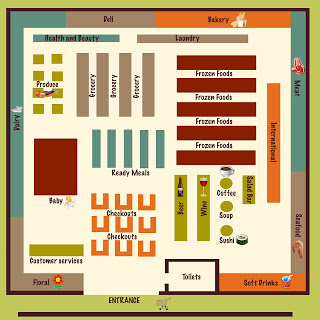 Deli
Bakery
Health and Beauty
Laundry
Produce
Grocery
Grocery
Grocery
Grocery
Frozen Foods
Frozen Foods
Frozen Foods
Frozen Foods
Meat
Dairy
International
Ready Meals
Baby
Checkouts
Checkouts
Beer
Wine
Coffee
Soup
Sushi
Salad Bar
Seafood
Customer services
Floral
Toilets
Soft Drinks
ENTRANCE